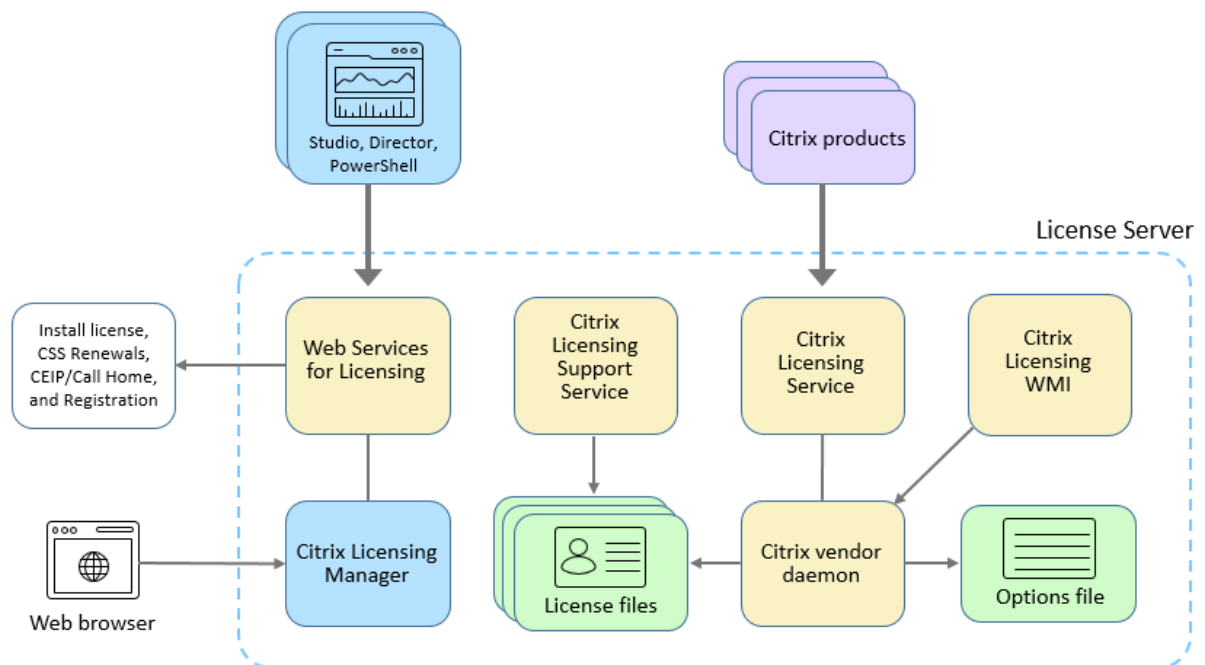 Studio, Director,
PowerShell
Citrix products
License Server
Install license,
CSS Renewals,
CEIP/Call Home,
and Registration
Web Services
for Licensing
Citrix
Licensing
Support
Service
Citrix
Licensing
Service
Citrix
Licensing
WMI
Web browser
Citrix Licensing
Manager
License files
Citrix vendor
daemon
Options file